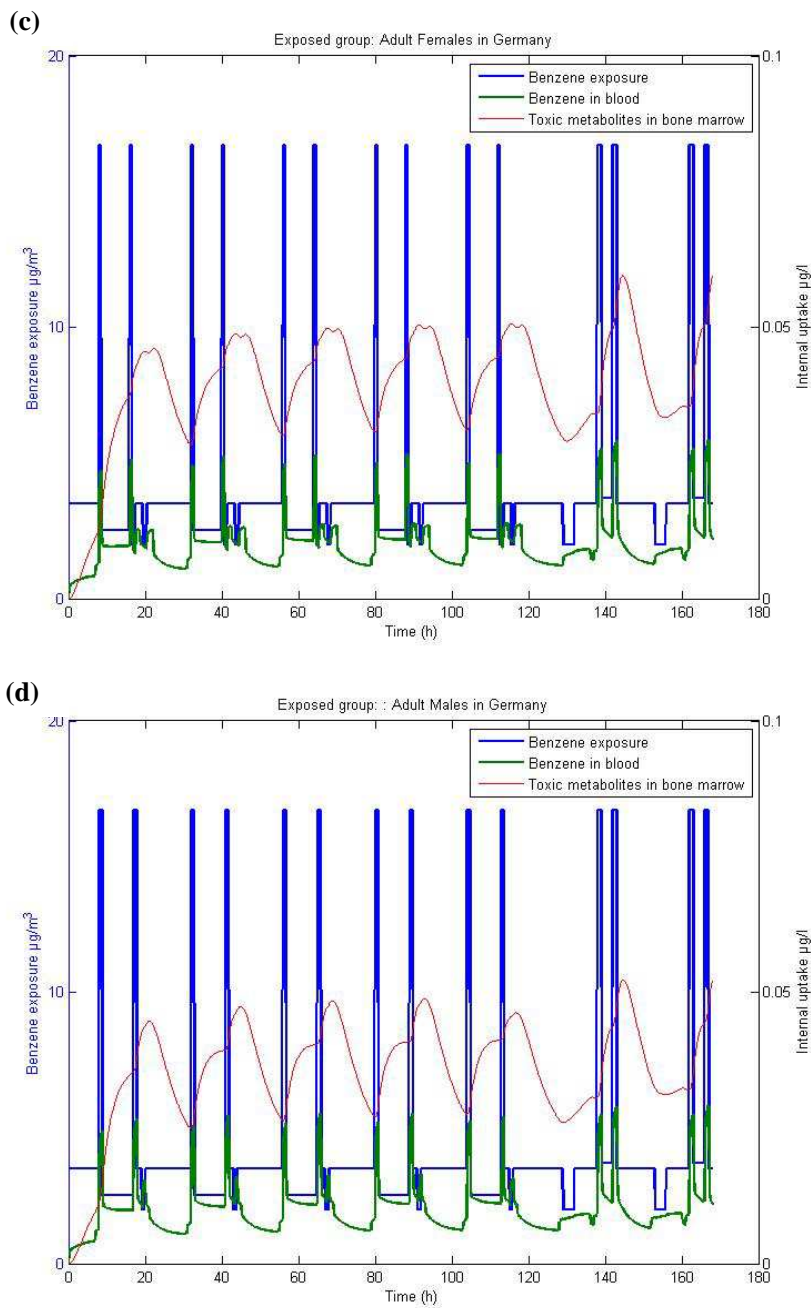 (c)
Exposed group: Adult Females in Germany
20
0.1
Benzene exposure
Benzene in blood
Toxic metabolites in bone marrow
Benzene exposure µg/m³
10
0.05
Internal uptake µg/l
0
0
0 20 40 60 80 100 120 140 160 180
Time (h)
(d)
Exposed group: : Adult Males in Germany
20
0.1
Benzene exposure
Benzene in blood
Toxic metabolites in bone marrow
Benzene exposure µg/m³
10
0.05
Internal uptake µg/l
0
0
0 20 40 60 80 100 120 140 160 180
Time (h)